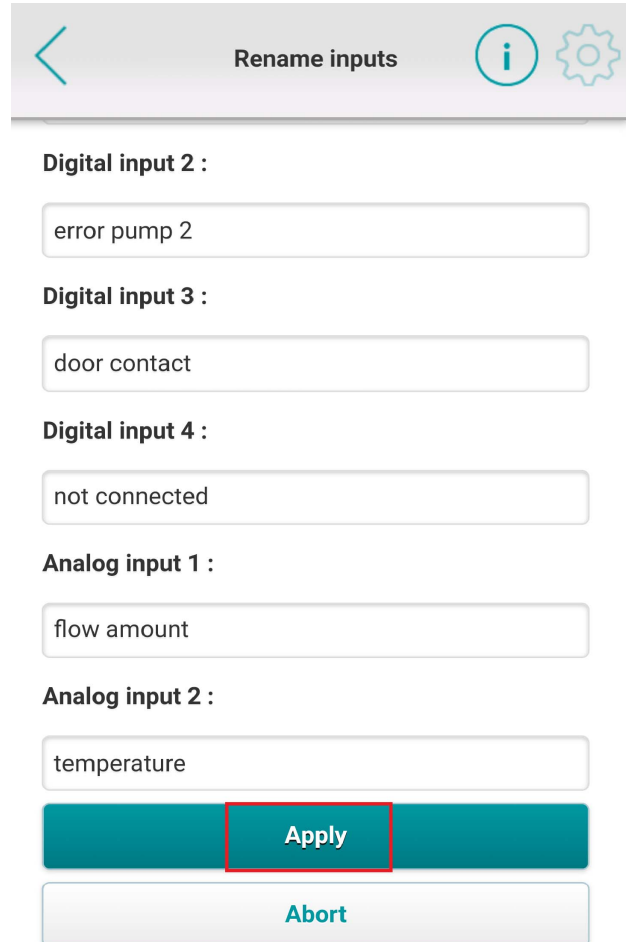 Rename inputs
i
Digital input 2 :
error pump 2
Digital input 3 :
door contact
Digital input 4 :
not connected
Analog input 1 :
flow amount
Analog input 2 :
temperature
Apply
Abort